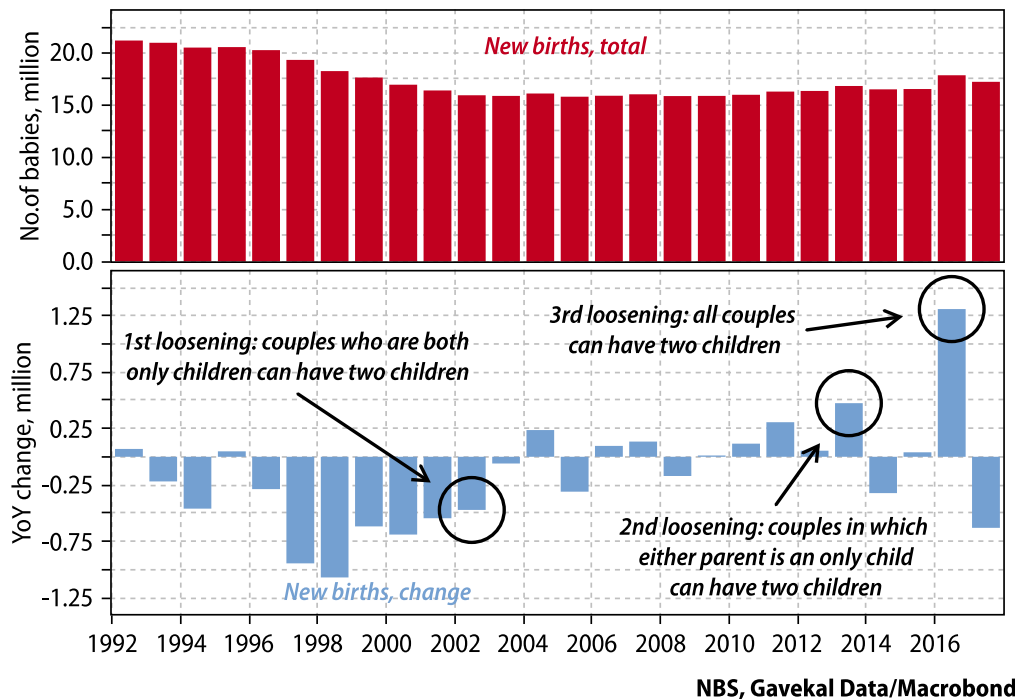 New births, total
No.of babies, million
20.0
15.0
10.0
5.0
0.0
YoY change, million
1.25
0.75
0.25
-0.25
-0.75
-1.25
1st loosening: couples who are both
only children can have two children
3rd loosening: all couples
can have two children
2nd loosening: couples in which
either parent is an only child
can have two children
New births, change
1992 1994 1996 1998 2000 2002 2004 2006 2008 2010 2012 2014 2016
NBS, Gavekal Data/Macrobond